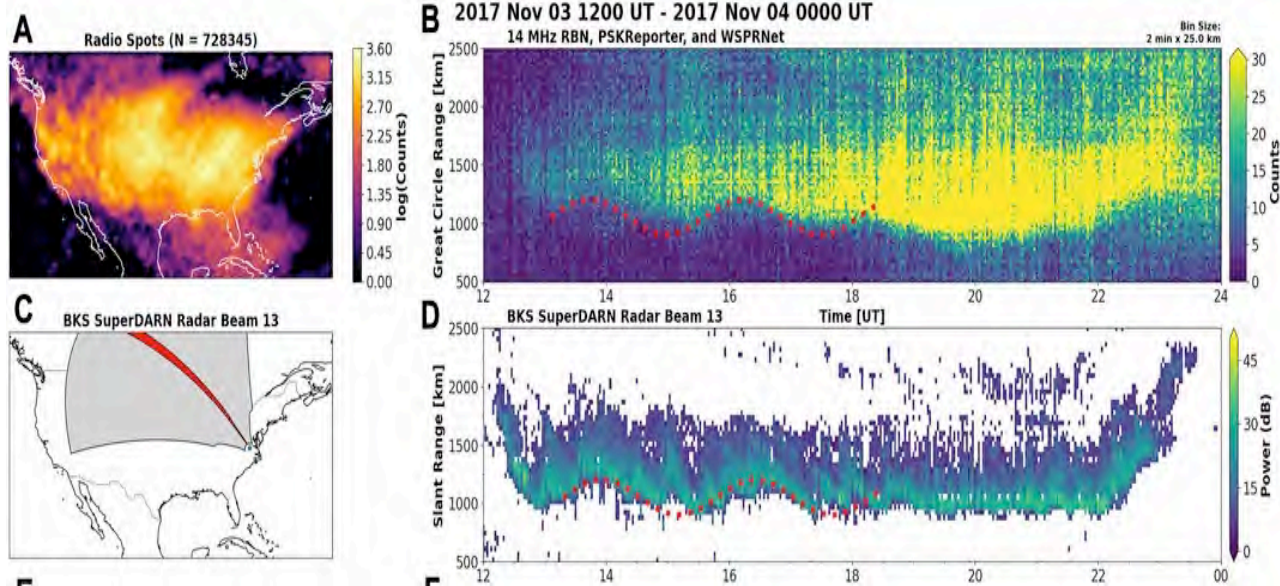 A
Radio Spots (N = 728345)
3.60
3.15
2.70
2.25
1.80
1.35
0.90
0.45
0.00
log(Counts)
B
2017 Nov 03 1200 UT - 2017 Nov 04 0000 UT
14 MHz RBN, PSKReporter, and WSPRNet
Bin Size:
2 min x 25.0 km
Great Circle Range [km]
2500
2000
1500
1000
500
12 14 16 18 20 22 24
30
25
20
15
10
5
0
Counts
C
BKS SuperDARN Radar Beam 13
D
BKS SuperDARN Radar Beam 13
Time [UT]
Slant Range [km]
2500
2000
1500
1000
500
12 14 16 18 20 22 00
45
30
15
0
Power (dB)